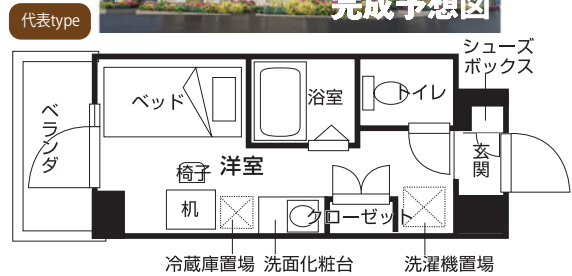 完成予想図
代表type
シューズ
ボックス
ベッド
浴室
トイレ
ベランダ
玄関
椅子
洋室
机
クローゼット
冷蔵庫置場
洗面化粧台
洗濯機置場